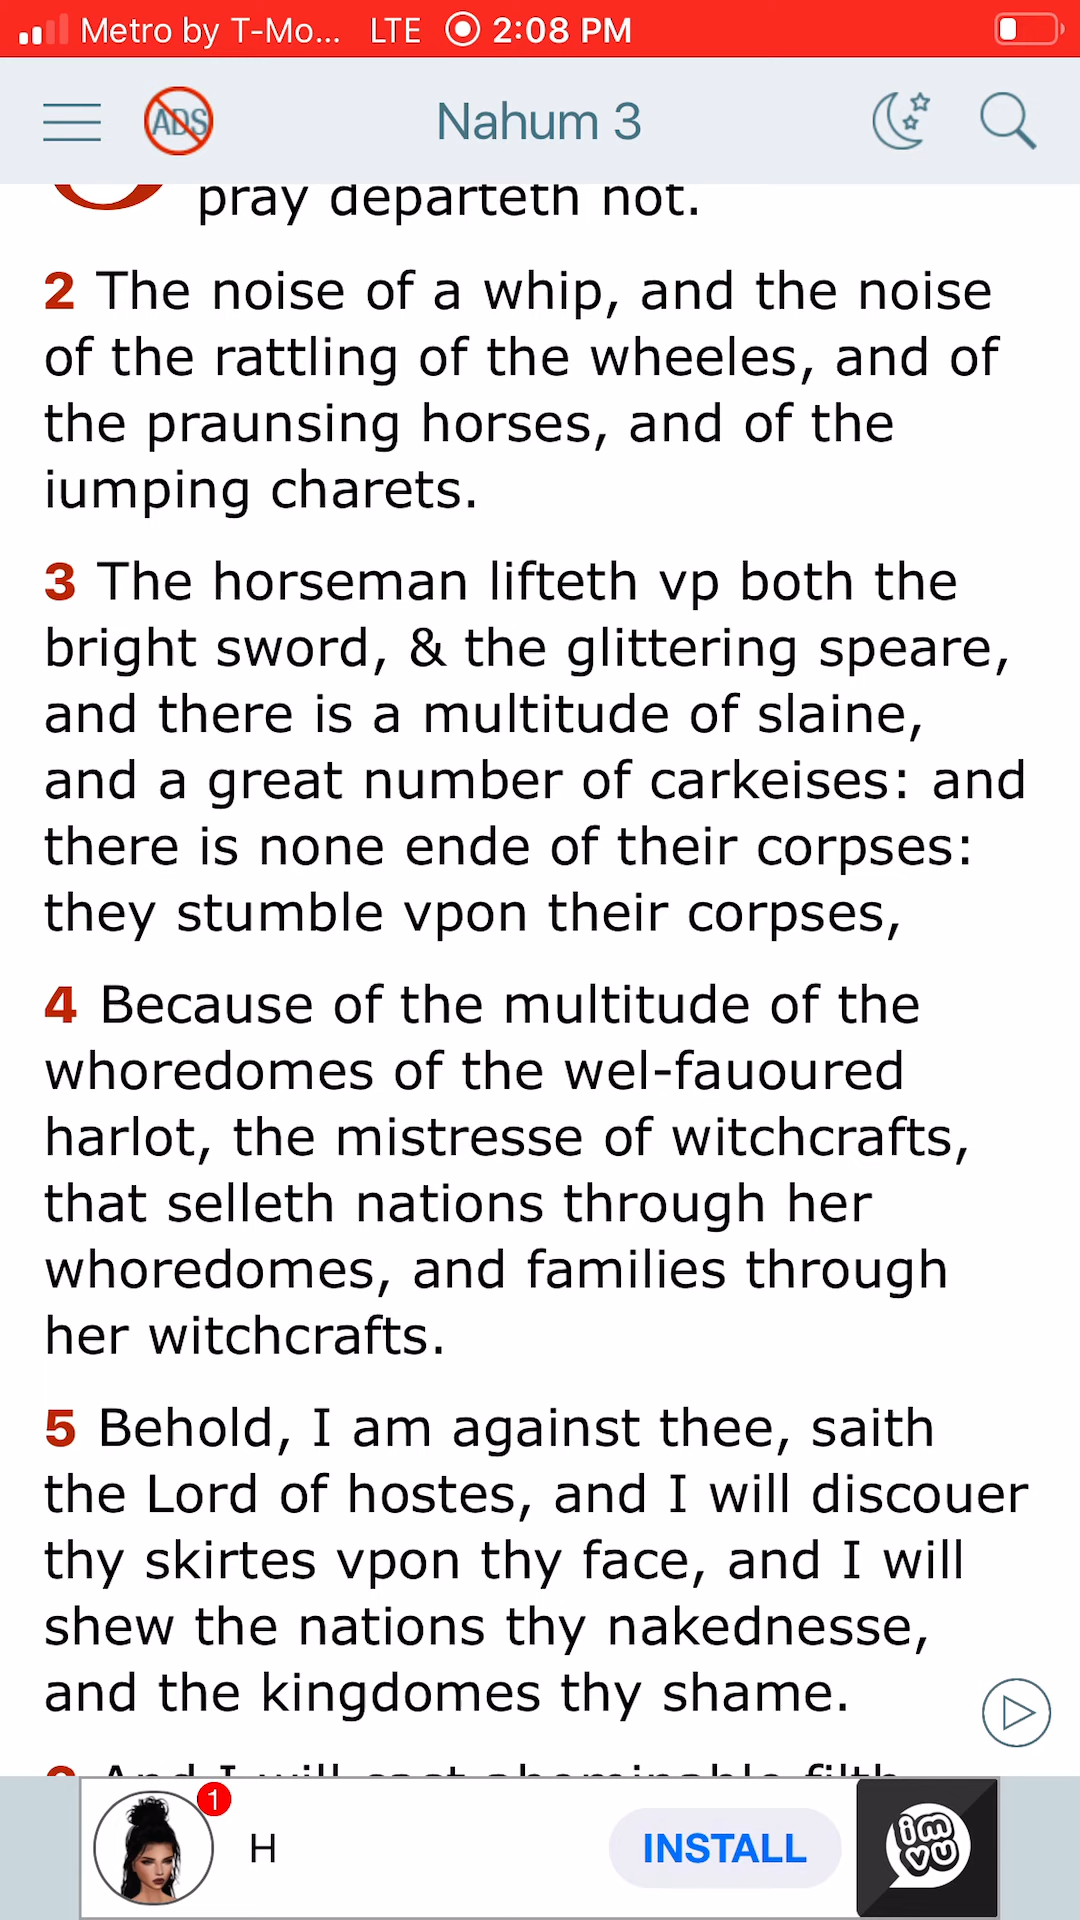 Metro by T-Mo... LTE 2:08 PM
ADS Nahum 3
pray departeth not.
2 The noise of a whip, and the noise
of the rattling of the wheeles, and of
the praunsing horses, and of the
iumping charets.
3 The horseman lifteth vp both the
bright sword, & the glittering speare,
and there is a multitude of slaine,
and a great number of carkeises: and
there is none ende of their corpses:
they stumble vpon their corpses,
4 Because of the multitude of the
whoredomes of the wel-fauoured
harlot, the mistresse of witchcrafts,
that selleth nations through her
whoredomes, and families through
her witchcrafts.
5 Behold, I am against thee, saith
the Lord of hostes, and I will discouer
thy skirtes vpon thy face, and I will
shew the nations thy nakednesse,
and the kingdomes thy shame.
And I will cast abominable filth
1
H INSTALL imvu